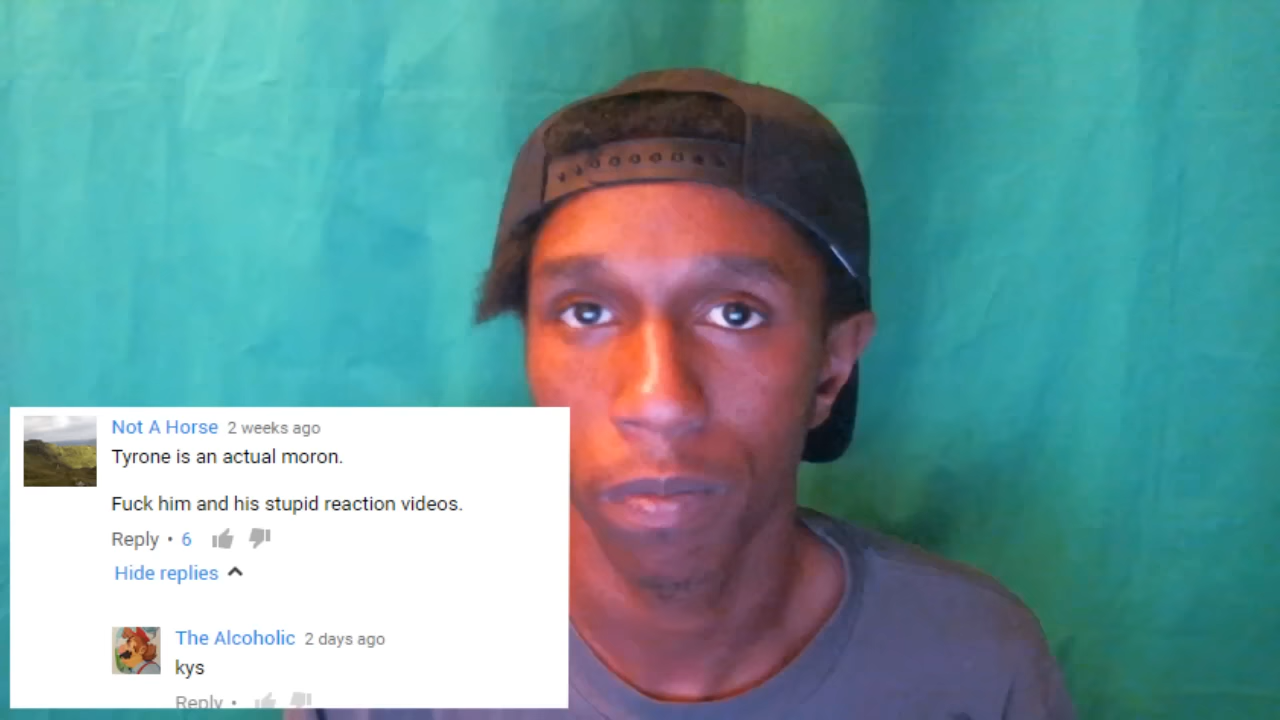 Not A Horse 2 weeks ago
Tyrone is an actual moron.
Fuck him and his stupid reaction videos.
Reply • 6
Hide replies
The Alcoholic 2 days ago
kys
Reply •